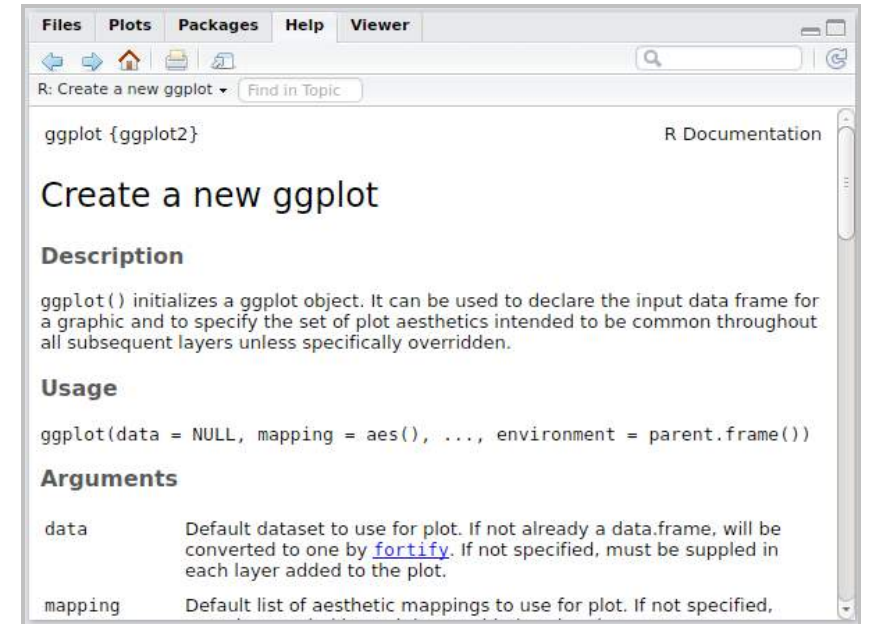 Files Plots Packages Help Viewer
R: Create a new ggplot Find in Topic
ggplot {ggplot2} R Documentation
Create a new ggplot
Description
ggplot() initializes a ggplot object. It can be used to declare the input data frame for
a graphic and to specify the set of plot aesthetics intended to be common throughout
all subsequent layers unless specifically overridden.
Usage
ggplot(data = NULL, mapping = aes(), ..., environment = parent.frame())
Arguments
data Default dataset to use for plot. If not already a data.frame, will be
converted to one by fortify. If not specified, must be suppled in
each layer added to the plot.
mapping Default list of aesthetic mappings to use for plot. If not specified,